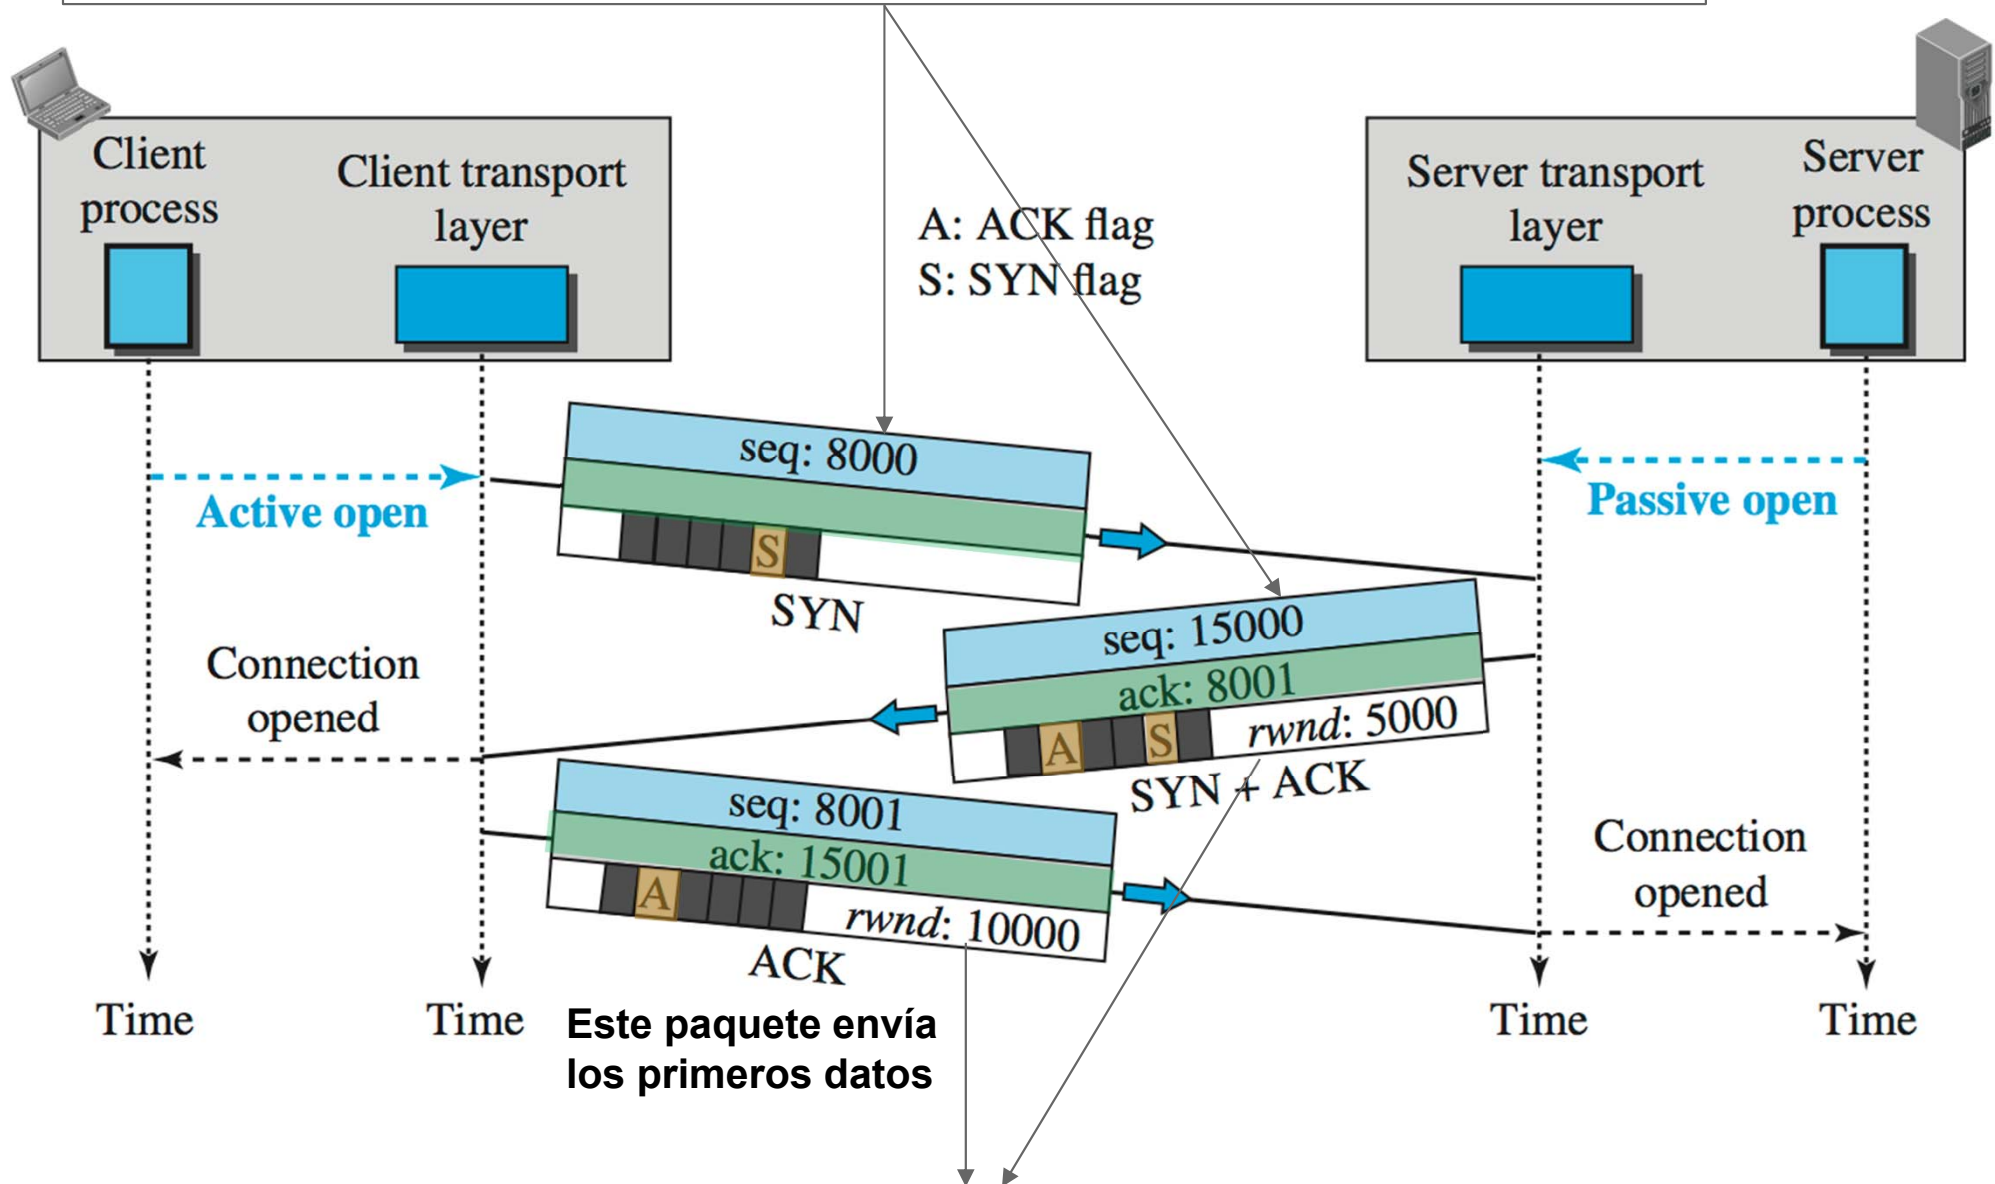 Client
process
Client transport
layer
A: ACK flag
S: SYN flag
Server transport
layer
Server
process
Active open
Passive open
seq: 8000
S
SYN
seq: 15000
ack: 8001
A
S
rwnd: 5000
SYN + ACK
Connection
opened
seq: 8001
ack: 15001
A
rwnd: 10000
ACK
Connection
opened
Time
Time
Este paquete envía
los primeros datos
Time
Time